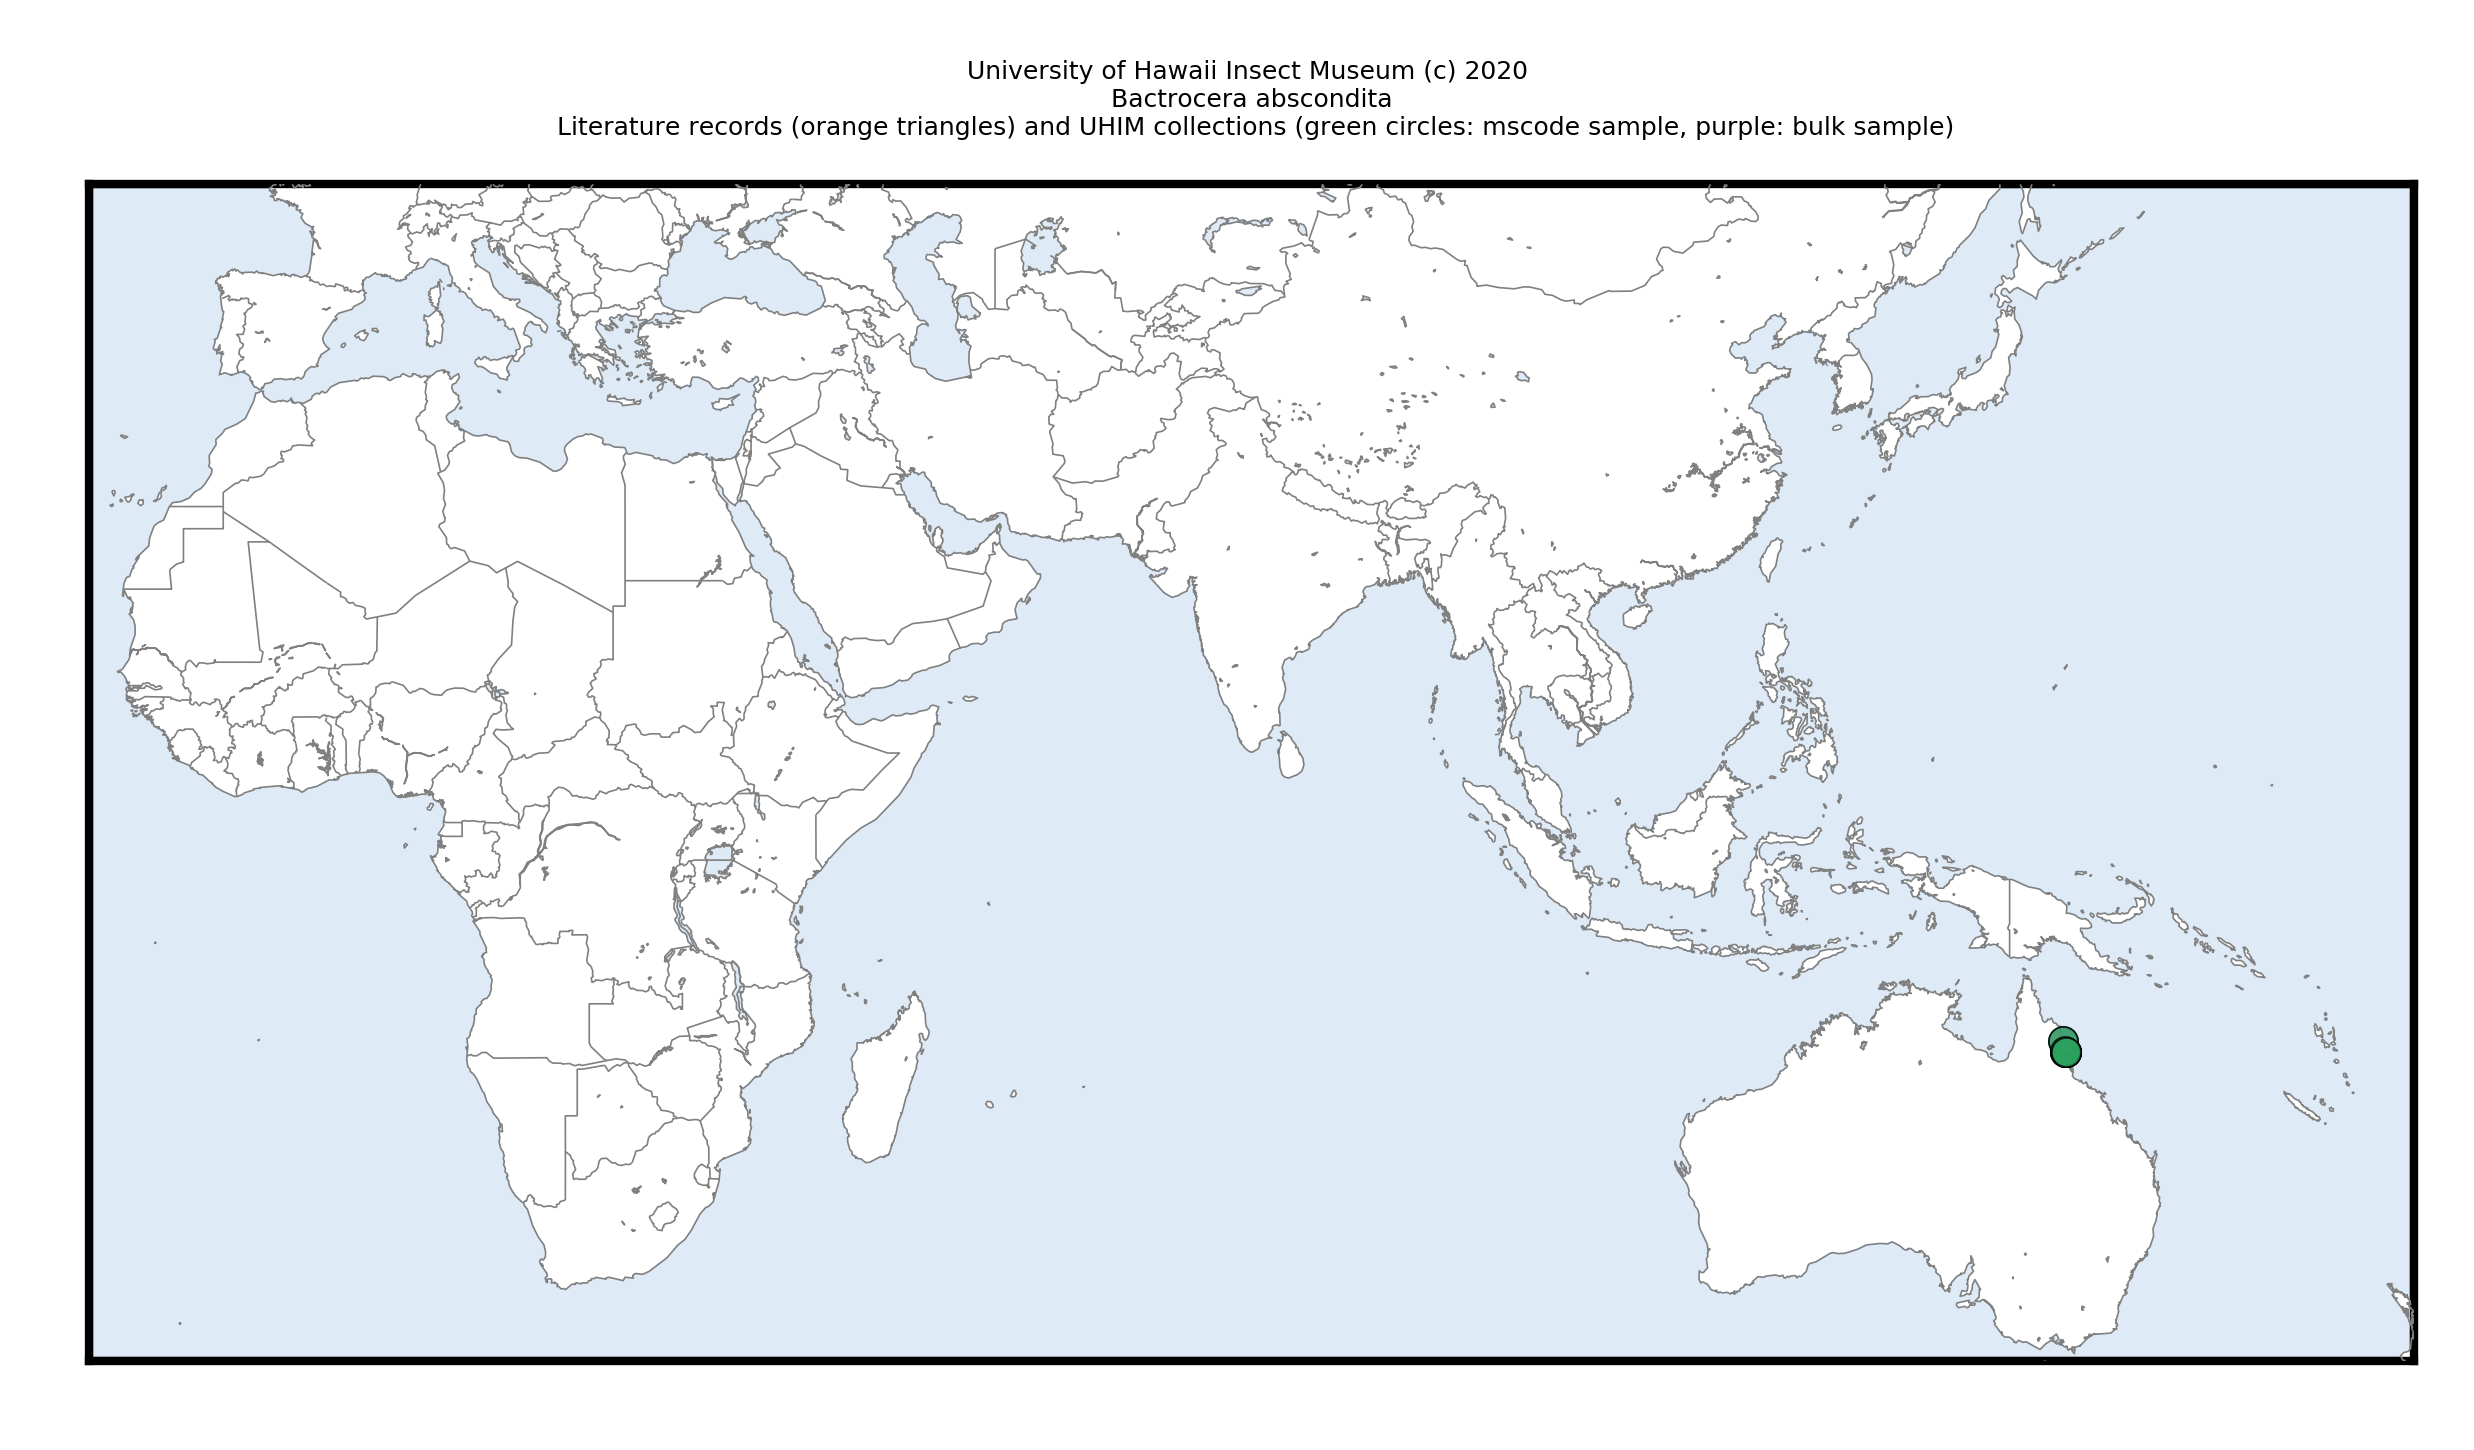 University of Hawaii Insect Museum (c) 2020
Bactrocera abscondita
Literature records (orange triangles) and UHIM collections (green circles: mscode sample, purple: bulk sample)